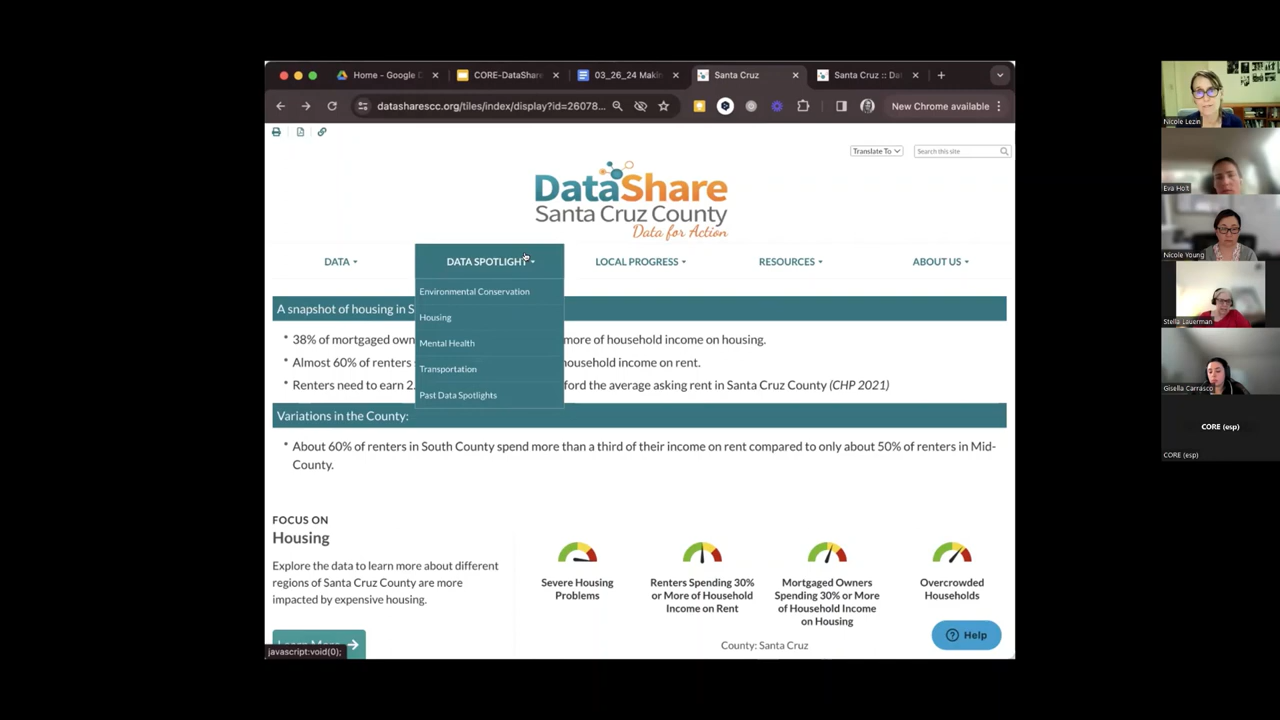 Home - Google D
CORE-DataShare
03_26_24 Makin
Santa Cruz
Santa Cruz :: Dat
datasharescc.org/tiles/index/display?id=26078...
New Chrome available
Translate To
Search this site
DataShare
Santa Cruz County
Data for Action
DATA
DATA SPOTLIGHT
LOCAL PROGRESS
RESOURCES
ABOUT US
Environmental Conservation
Housing
Mental Health
Transportation
Past Data Spotlights
A snapshot of housing in S
* 38% of mortgaged own more of household income on housing.
* Almost 60% of renters ousehold income on rent.
* Renters need to earn 2. ford the average asking rent in Santa Cruz County (CHP 2021)
Variations in the County:
* About 60% of renters in South County spend more than a third of their income on rent compared to only about 50% of renters in Mid-
County.
FOCUS ON
Housing
Explore the data to learn more about different
regions of Santa Cruz County are more
impacted by expensive housing.
Learn More
javascript:void(0);
Severe Housing
Problems
Renters Spending 30%
or More of Household
Income on Rent
Mortgaged Owners
Spending 30% or More
of Household Income
on Housing
Overcrowded
Households
County: Santa Cruz
Help
Nicole Lezin
Eva Holt
Nicole Young
Stella Lauerman
Gisella Carrasco
CORE (esp)
CORE (esp)